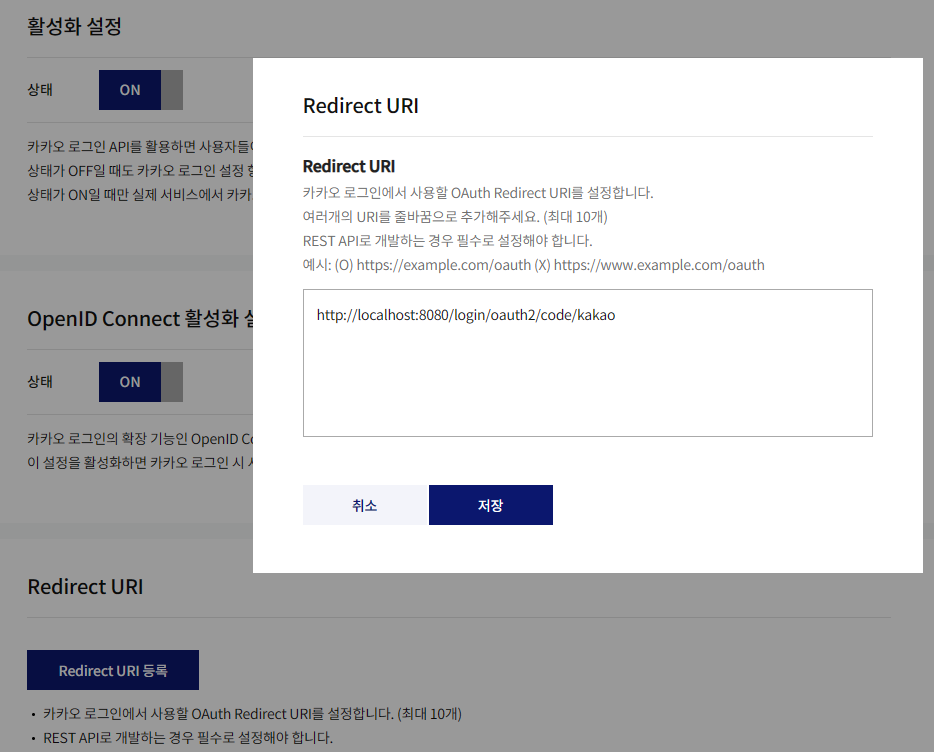 활성화 설정
상태
ON
카카오 로그인 API를 활용하면 사용자들이
상태가 OFF일 때도 카카오 로그인 설정
상태가 ON일 때만 실제 서비스에서 카카
OpenID Connect 활성화
상태
ON
카카오 로그인의 확장 기능인 OpenID Co
이 설정을 활성화하면 카카오 로그인 시
Redirect URI
Redirect URI
카카오 로그인에서 사용할 OAuth Redirect URI를 설정합니다.
여러개의 URI를 줄바꿈으로 추가해주세요. (최대 10개)
REST API로 개발하는 경우 필수로 설정해야 합니다.
예시: (O) https://example.com/oauth (X) https://www.example.com/oauth
http://localhost:8080/login/oauth2/code/kakao
취소
저장
Redirect URI
Redirect URI 등록
• 카카오 로그인에서 사용할 OAuth Redirect URI를 설정합니다. (최대 10개)
• REST API로 개발하는 경우 필수로 설정해야 합니다.